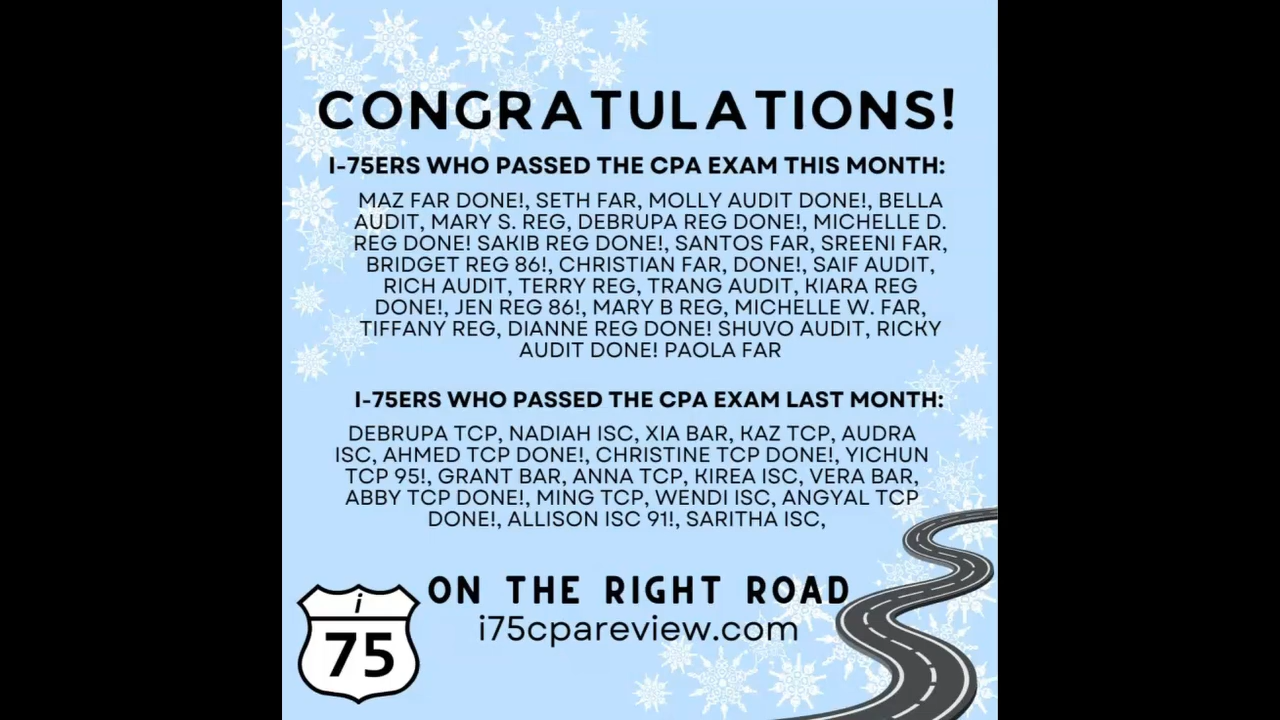 CONGRATULATIONS!
I-75ERS WHO PASSED THE CPA EXAM THIS MONTH:
MAZ FAR DONE!, SETH FAR, MOLLY AUDIT DONE!, BELLA
AUDIT, MARY S. REG, DEBRUPA REG DONE!, MICHELLE D.
REG DONE! SAKIB REG DONE!, SANTOS FAR, SREENI FAR,
BRIDGET REG 86!, CHRISTIAN FAR, DONE!, SAIF AUDIT,
RICH AUDIT, TERRY REG, TRANG AUDIT, KIARA REG
DONE!, JEN REG 86!, MARY B REG, MICHELLE W. FAR,
TIFFANY REG, DIANNE REG DONE! SHUVO AUDIT, RICKY
AUDIT DONE! PAOLA FAR
I-75ERS WHO PASSED THE CPA EXAM LAST MONTH:
DEBRUPA TCP, NADIAH ISC, XIA BAR, KAZ TCP, AUDRA
ISC, AHMED TCP DONE!, CHRISTINE TCP DONE!, YICHUN
TCP 95!, GRANT BAR, ANNA TCP, KIREA ISC, VERA BAR,
ABBY TCP DONE!, MING TCP, WENDI ISC, ANGYAL TCP
DONE!, ALLISON ISC 91!, SARITHA ISC,
ON THE RIGHT ROAD
i75cpareview.com
i
75